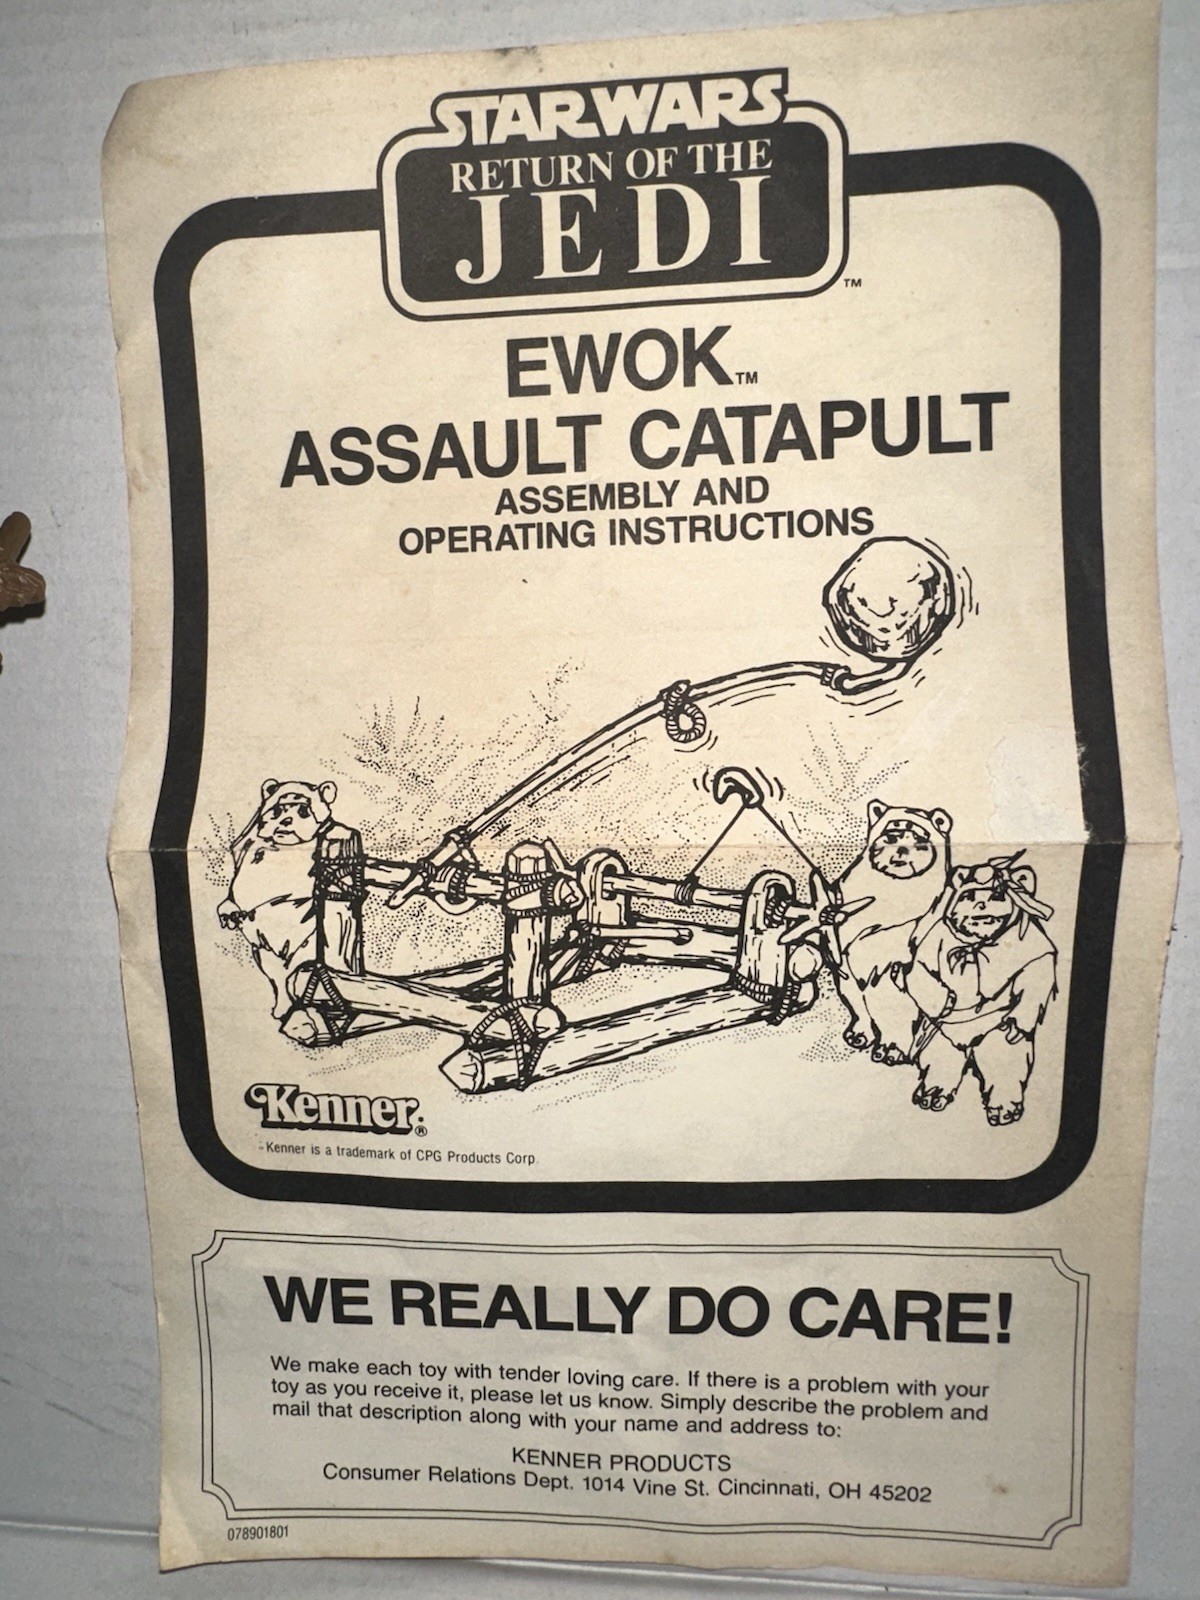 STAR WARS
RETURN OF THE
JEDI
™
EWOK™
ASSAULT CATAPULT
ASSEMBLY AND
OPERATING INSTRUCTIONS
Kenner®
Kenner is a trademark of CPG Products Corp.
WE REALLY DO CARE!
We make each toy with tender loving care. If there is a problem with your
toy as you receive it, please let us know. Simply describe the problem and
mail that description along with your name and address to:
KENNER PRODUCTS
Consumer Relations Dept. 1014 Vine St. Cincinnati, OH 45202
078901801